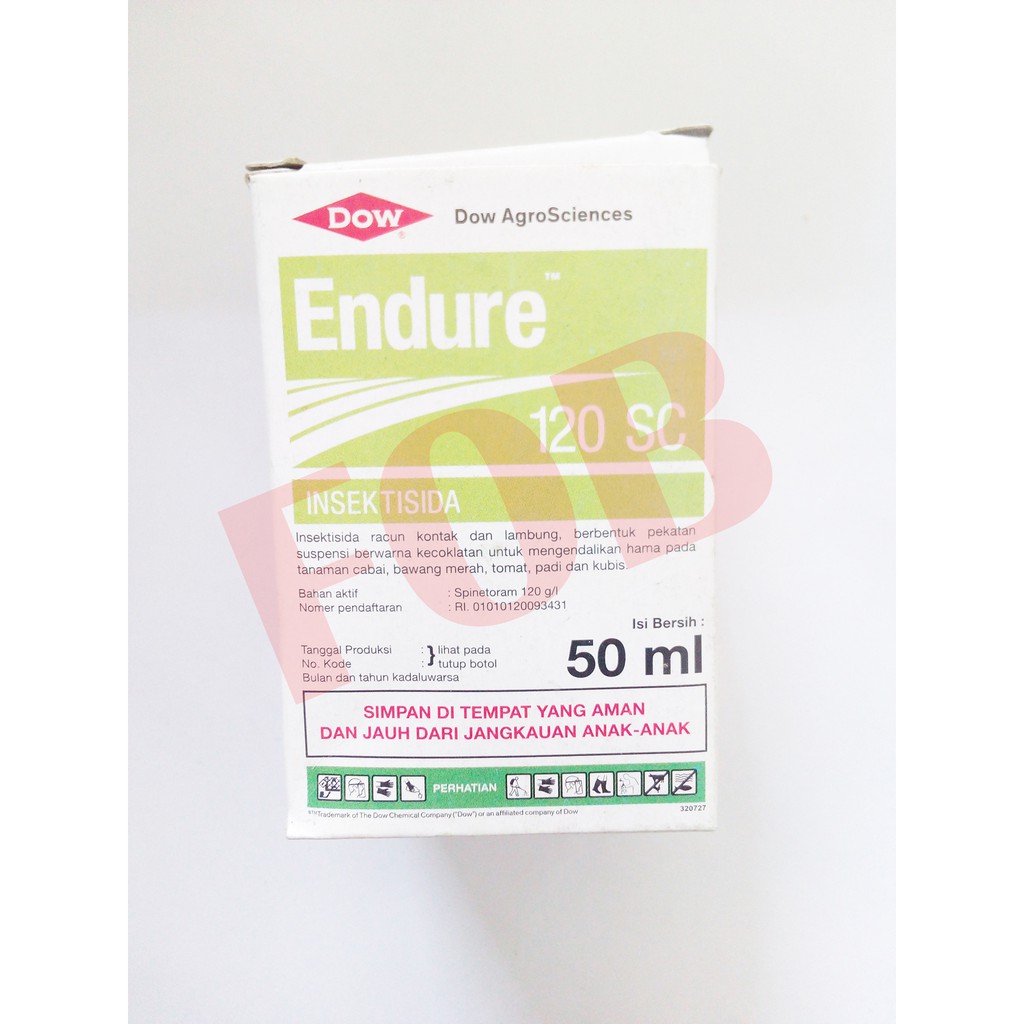 DOW®
Dow AgroSciences
Endure™
120 SC
INSEKTISIDA
Insektisida racun kontak dan lambung, berbentuk pekatan
suspensi berwarna kecoklatan untuk mengendalikan hama pada
tanaman cabai, bawang merah, tomat, padi dan kubis.
Bahan aktif : Spinetoram 120 g/l
Nomer pendaftaran : RI. 01010120093431
Isi Bersih :
50 ml
Tanggal Produksi : } lihat pada
No. Kode : tutup botol
Bulan dan tahun kadaluwarsa
SIMPAN DI TEMPAT YANG AMAN
DAN JAUH DARI JANGKAUAN ANAK-ANAK
PERHATIAN
Trademark of The Dow Chemical Company ("Dow") or an affiliated company of Dow
320727
FOB